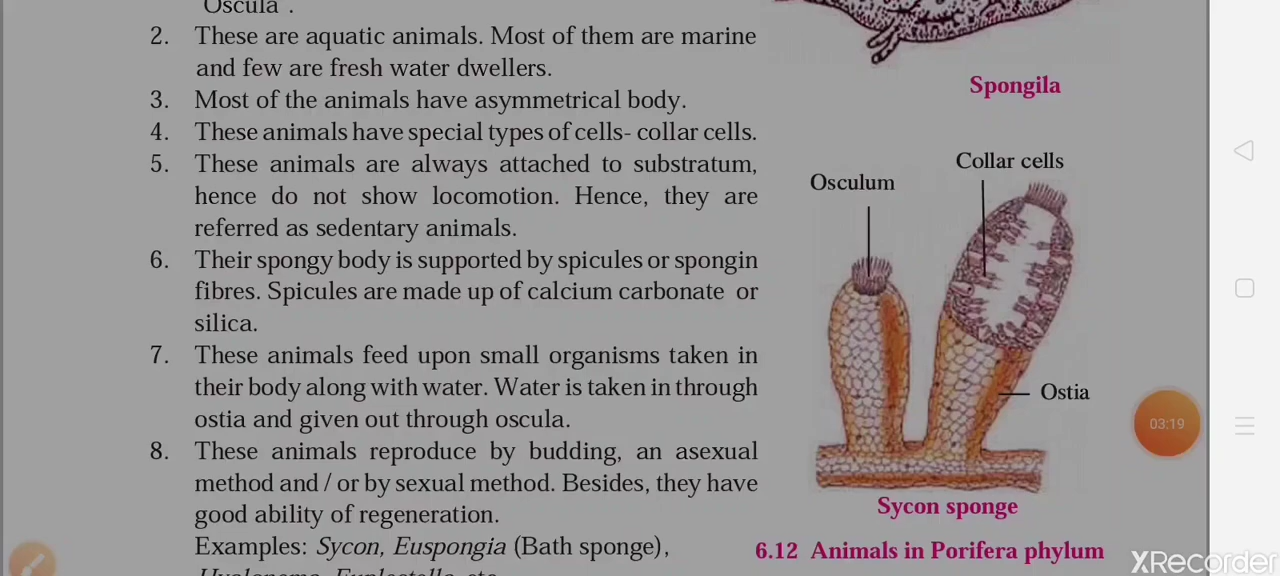 "Oscula".
2. These are aquatic animals. Most of them are marine
and few are fresh water dwellers.
3. Most of the animals have asymmetrical body.
4. These animals have special types of cells- collar cells.
5. These animals are always attached to substratum,
hence do not show locomotion. Hence, they are
referred as sedentary animals.
6. Their spongy body is supported by spicules or spongin
fibres. Spicules are made up of calcium carbonate or
silica.
7. These animals feed upon small organisms taken in
their body along with water. Water is taken in through
ostia and given out through oscula.
8. These animals reproduce by budding, an asexual
method and / or by sexual method. Besides, they have
good ability of regeneration.
Examples: Sycon, Euspongia (Bath sponge),
Hyalonema, Euplectella, etc.
Spongila
Collar cells
Osculum
Ostia
Sycon sponge
6.12 Animals in Porifera phylum
03:19
XRecorder